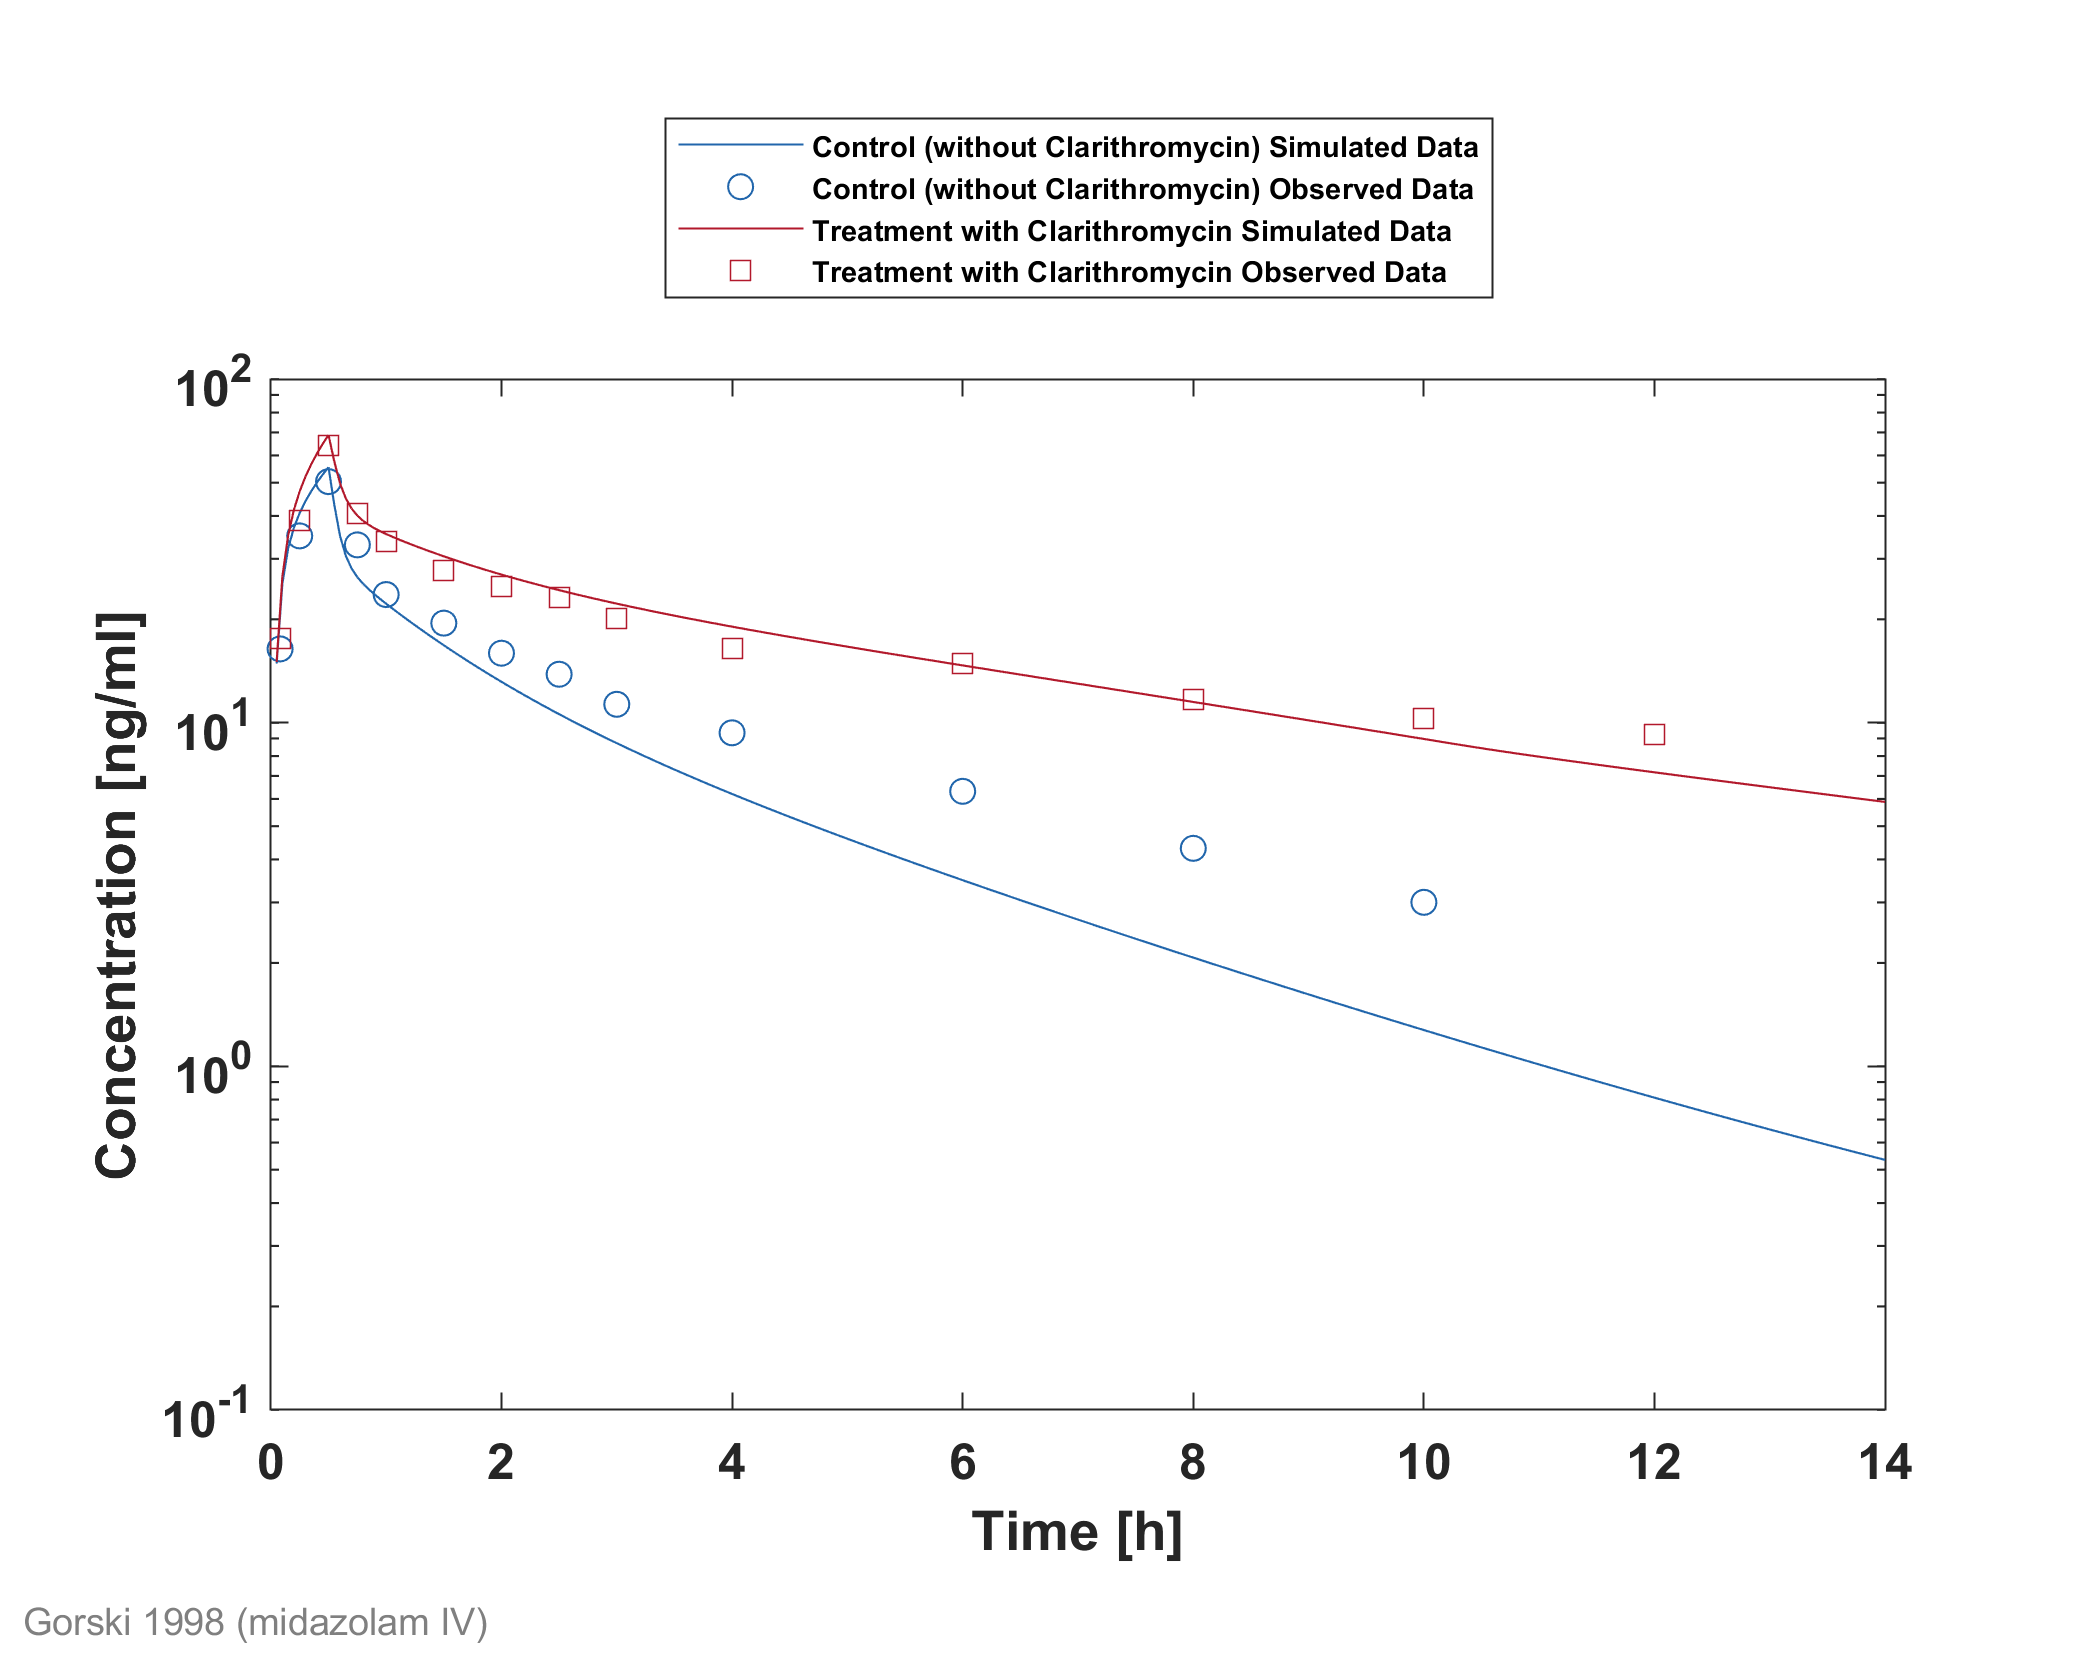 Control (without Clarithromycin) Simulated Data
Control (without Clarithromycin) Observed Data
Treatment with Clarithromycin Simulated Data
Treatment with Clarithromycin Observed Data
10^2
10^1
10^0
10^-1
Concentration [ng/ml]
0 2 4 6 8 10 12 14
Time [h]
Gorski 1998 (midazolam IV)